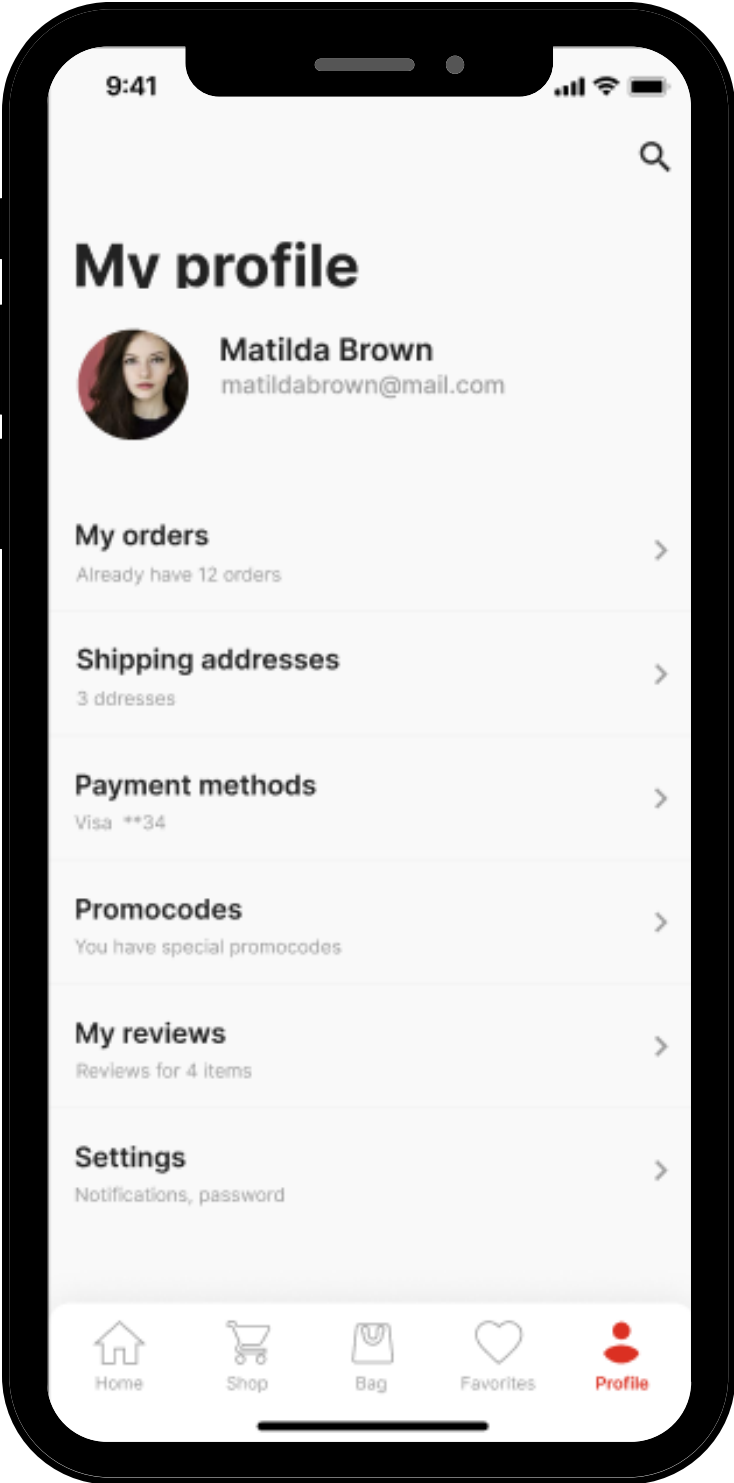 9:41
My profile
Matilda Brown
matildabrown@mail.com
My orders
Already have 12 orders
Shipping addresses
3 ddresses
Payment methods
Visa **34
Promocodes
You have special promocodes
My reviews
Reviews for 4 items
Settings
Notifications, password
Home Shop Bag Favorites Profile